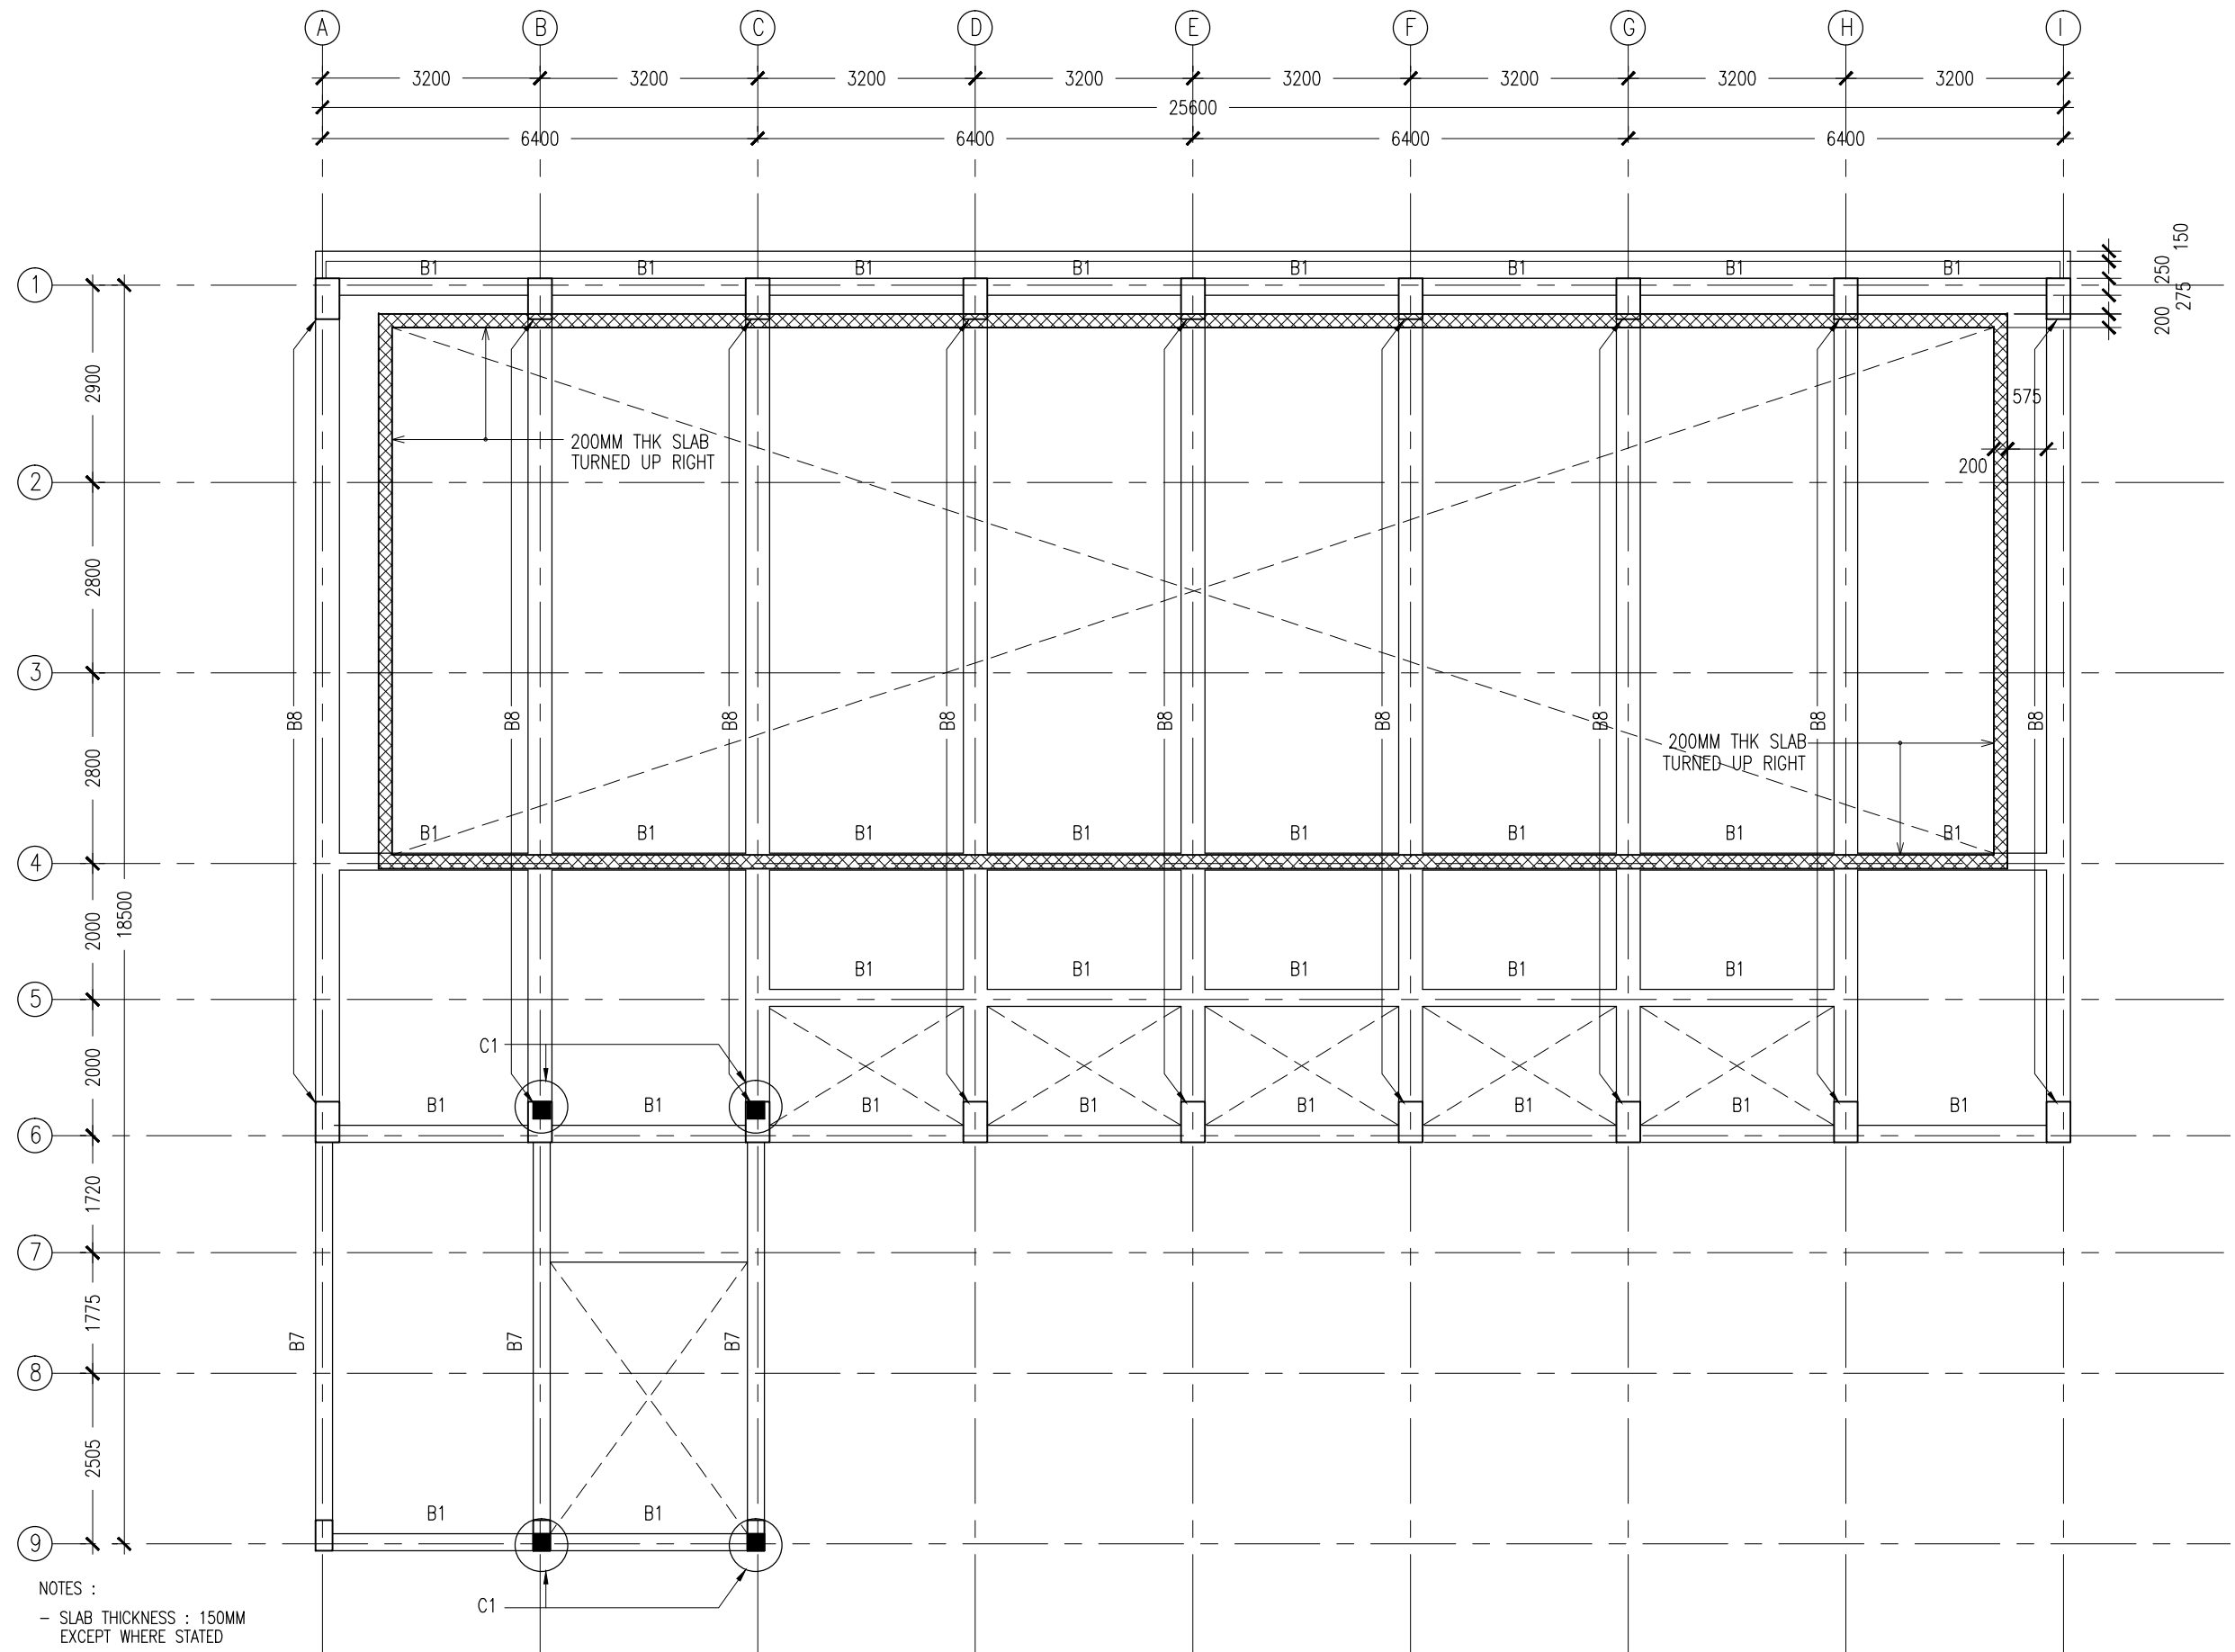 A B C D E F G H I
3200 3200 3200 3200 3200 3200 3200 3200
25600
6400 6400 6400 6400
150
250
275
200
1
B1 B1 B1 B1 B1 B1 B1 B1
2900
575
200MM THK SLAB
TURNED UP RIGHT
200
2
2800
3
B8 B8 B8 B8 B8 B8 B8 B8 B8
200MM THK SLAB
TURNED UP RIGHT
2800
B1 B1 B1 B1 B1 B1 B1 B1
4
18500
2000
B1 B1 B1 B1 B1
5
C1
2000
B1 B1 B1 B1 B1 B1 B1 B1
6
1720
7
1775
B7 B7 B7
8
2505
B1 B1
9
NOTES :
C1
- SLAB THICKNESS : 150MM
EXCEPT WHERE STATED